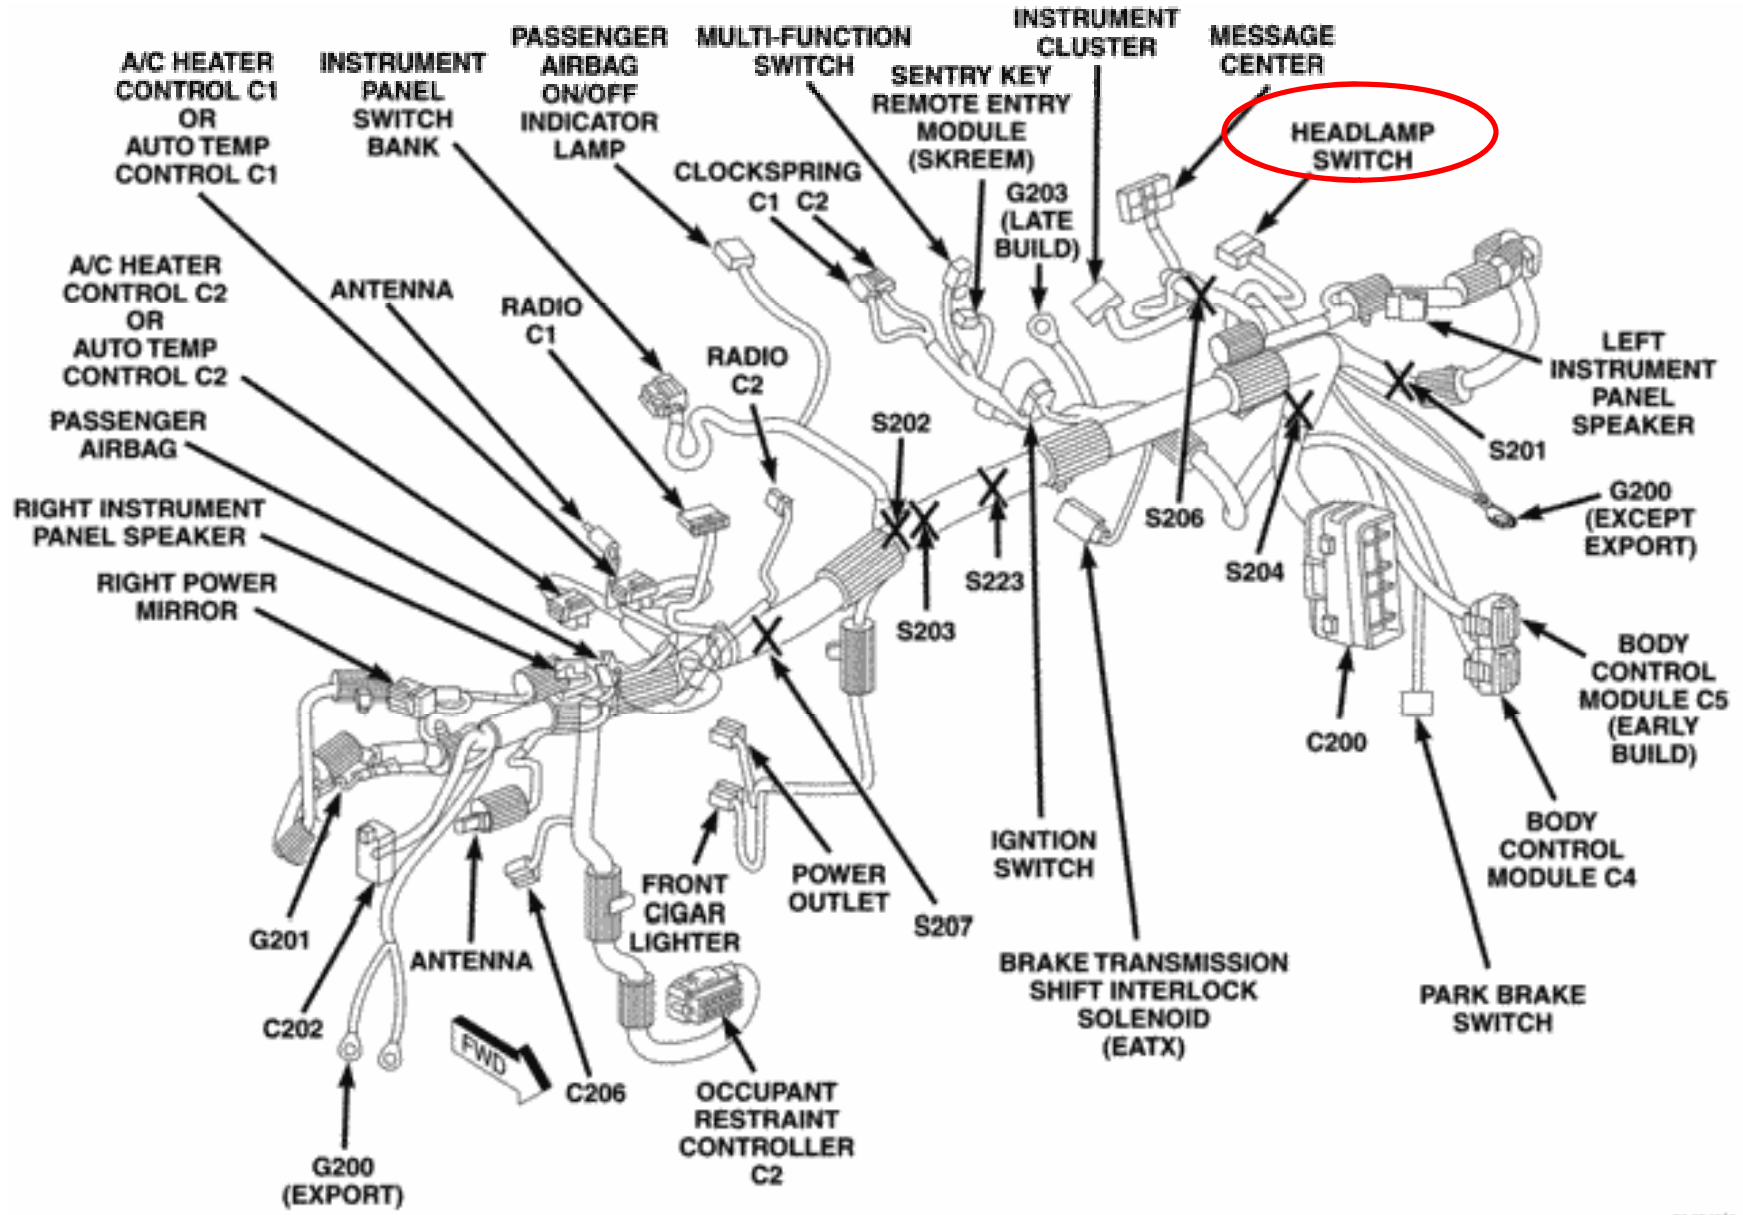 A/C HEATER
CONTROL C1
OR
AUTO TEMP
CONTROL C1
INSTRUMENT
PANEL
SWITCH
BANK
PASSENGER
AIRBAG
ON/OFF
INDICATOR
LAMP
MULTI-FUNCTION
SWITCH
CLOCKSPRING
C1 C2
SENTRY KEY
REMOTE ENTRY
MODULE
(SKREEM)
G203
(LATE
BUILD)
INSTRUMENT
CLUSTER
MESSAGE
CENTER
HEADLAMP
SWITCH
A/C HEATER
CONTROL C2
OR
AUTO TEMP
CONTROL C2
ANTENNA
RADIO
C1
RADIO
C2
PASSENGER
AIRBAG
RIGHT INSTRUMENT
PANEL SPEAKER
RIGHT POWER
MIRROR
S202
S203
S223
S206
S204
LEFT
INSTRUMENT
PANEL
SPEAKER
S201
G200
(EXCEPT
EXPORT)
BODY
CONTROL
MODULE C5
(EARLY
BUILD)
C200
BODY
CONTROL
MODULE C4
PARK BRAKE
SWITCH
IGNTION
SWITCH
BRAKE TRANSMISSION
SHIFT INTERLOCK
SOLENOID
(EATX)
S207
POWER
OUTLET
FRONT
CIGAR
LIGHTER
G201
C202
ANTENNA
FWD
C206
OCCUPANT
RESTRAINT
CONTROLLER
C2
G200
(EXPORT)